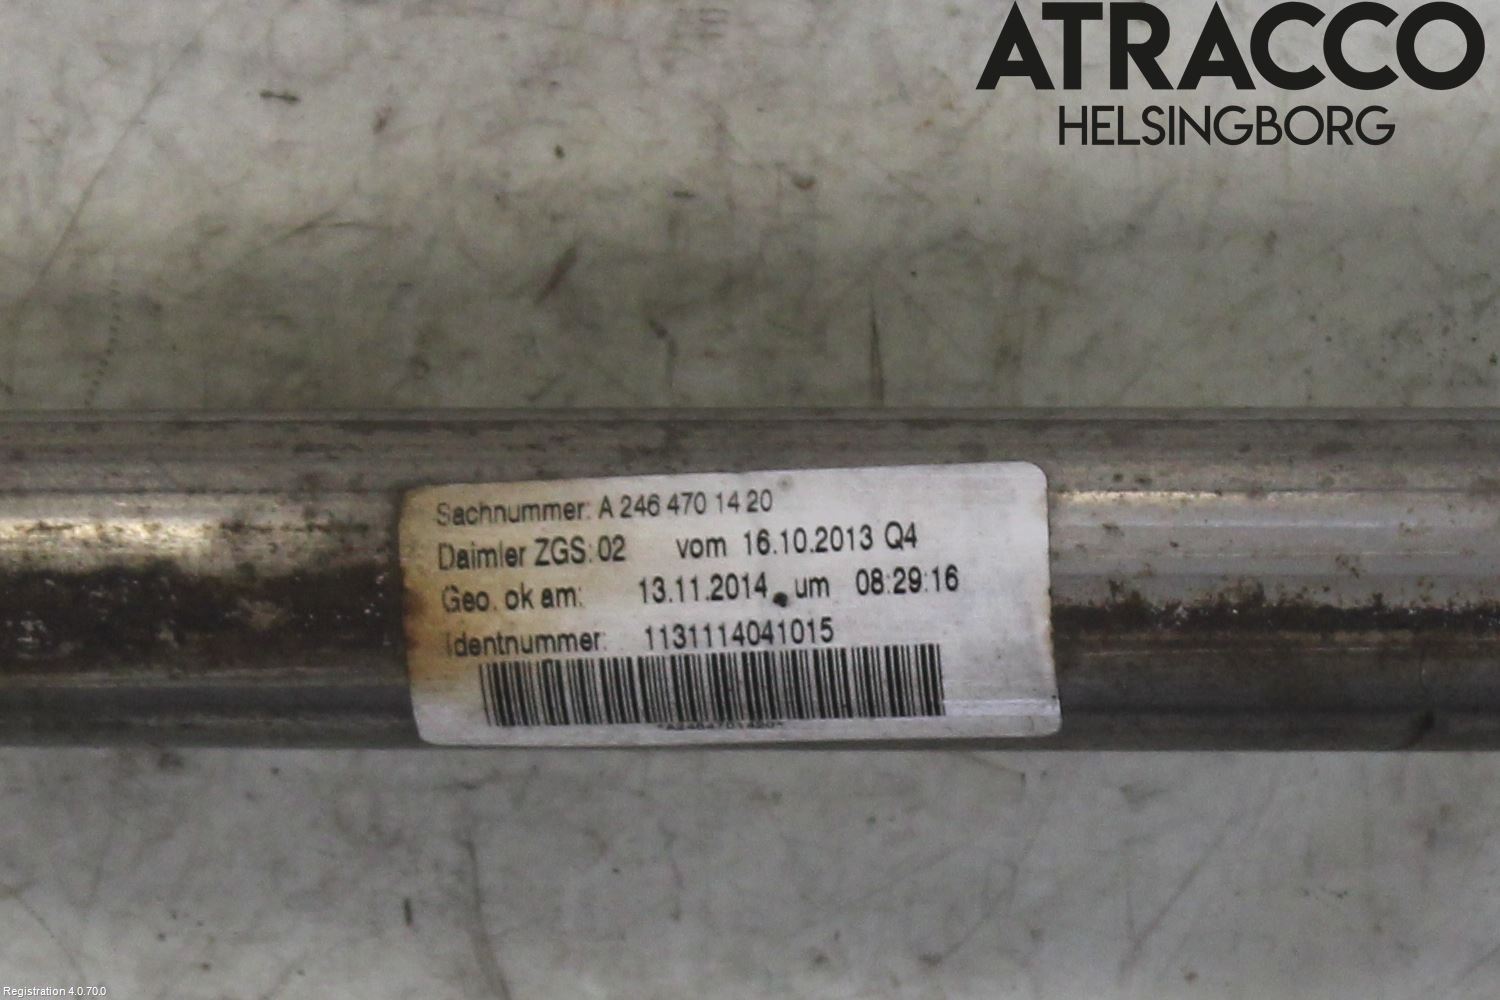 ATRACCO
HELSINGBORG
Sachnummer: A 246 470 14 20
Daimler ZGS: 02 vom 16.10.2013 Q4
Geo. ok am: 13.11.2014 um 08:29:16
Identnummer: 1131114041015
Registration 4.0.70.0